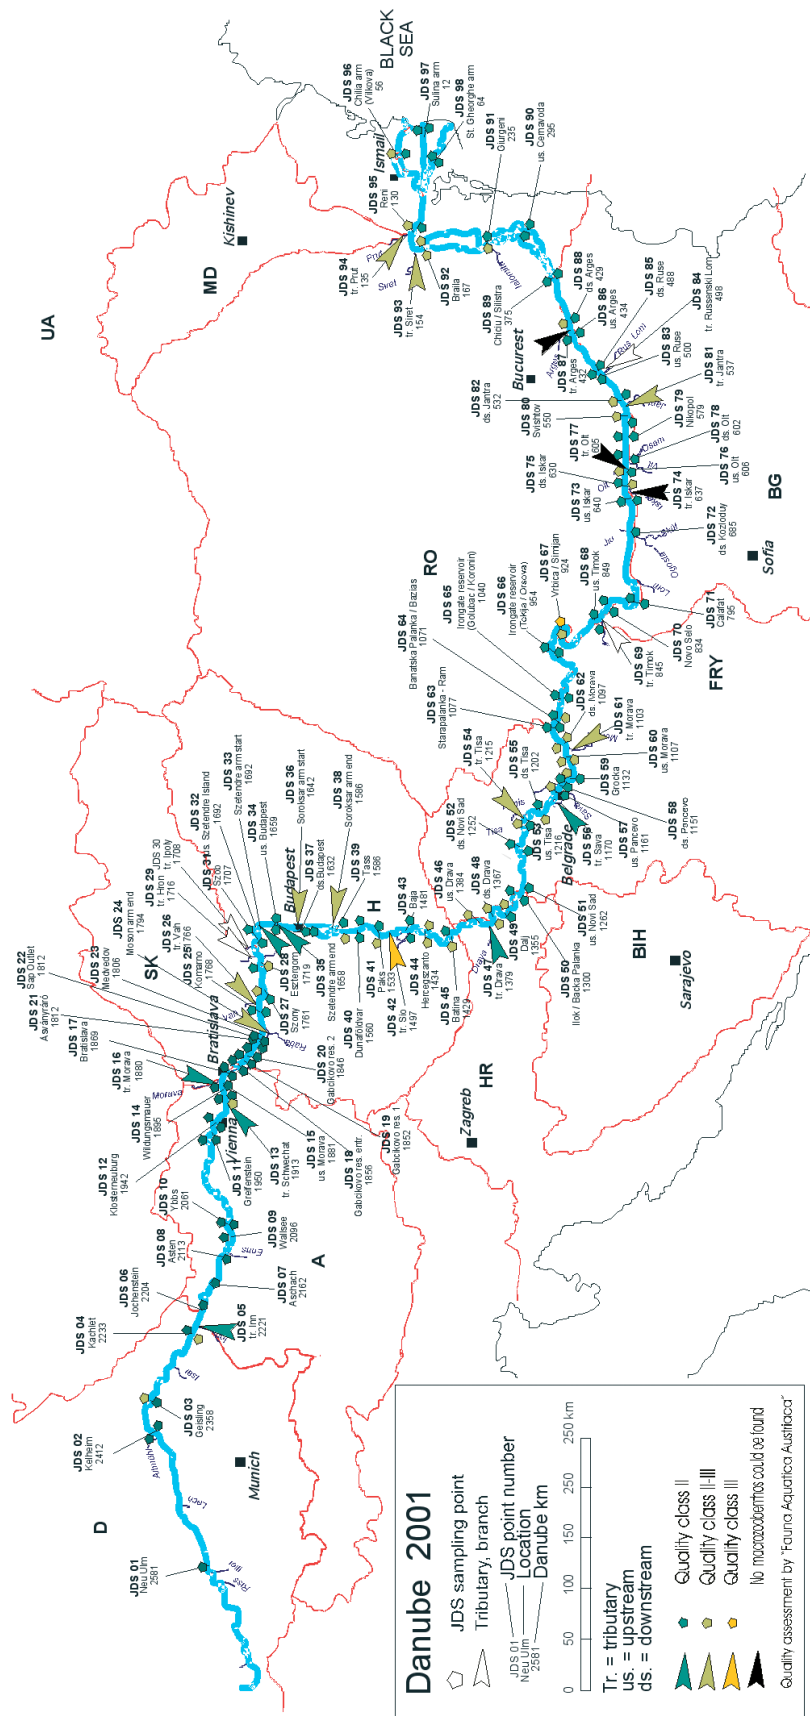 Danube 2001
JDS sampling point
Tributary, branch
JDS 01
Neu Ulm
2581
JDS point number
Location
Danube km
0 50 100 150 200 250 km
Tr. = tributary
us. = upstream
ds. = downstream
Quality class II
Quality class II-III
Quality class III
No macrozoobenthos could be found
Quality assessment by "Fauna Aquatica Austriaca"
D
A
SK
H
HR
BIH
FRY
RO
BG
MD
UA
BLACK
SEA
Munich
Vienna
Bratislava
Budapest
Zagreb
Sarajevo
Belgrade
Sofia
Bucurest
Kishinev
Ismail
Riss
Iller
Lech
Altmühl
Isar
Enns
Morava
Raba
Drava
Tisa
Sava
Lom
Ogosta
Skit
Jiu
Olt
Vit
Osam
Rus. Lom
Arges
Ialomita
Siret
Prut
JDS 01
Neu Ulm
2581
JDS 02
Kelheim
2412
JDS 03
Geisling
2358
JDS 04
Kachlet
2233
JDS 05
tr. Inn
2221
JDS 06
Jochenstein
2204
JDS 07
Aschach
2162
JDS 08
Asten
2113
JDS 09
Wallsee
2096
JDS 10
Ybbs
2061
JDS 11
Greifenstein
1950
JDS 12
Klosterneuburg
1942
JDS 13
tr. Schwechat
1913
JDS 14
Wildungsmauer
1895
JDS 15
us. Morava
1881
JDS 16
tr. Morava
1880
JDS 17
Bratislava
1869
JDS 18
Gabcikovo res. entr.
1856
JDS 19
Gabcikovo res. 1
1852
JDS 20
Gabcikovo res. 2
1846
JDS 21
Asványráró
1812
JDS 22
Sap Outlet
1812
JDS 23
Medvedov
1806
JDS 24
Moson arm end
1794
JDS 25
Komarno
1768
JDS 26
tr. Vah
1766
JDS 27
Szony
1761
JDS 28
Esztergom
1719
JDS 29
tr. Hron
1716
JDS 30
tr. Ipoly
1708
JDS 31
Szob
1707
JDS 32
us. Szetendre Island
1692
JDS 33
Szetendre arm start
1692
JDS 34
us. Budapest
1659
JDS 35
Szetendre arm end
1658
JDS 36
Soroksar arm start
1642
JDS 37
ds. Budapest
1632
JDS 38
Soroksar arm end
1586
JDS 39
Tass
1586
JDS 40
Dunafoldvar
1560
JDS 41
Paks
1533
JDS 42
tr. Sio
1497
JDS 43
Baja
1481
JDS 44
Hercegszanto
1434
JDS 45
Batina
1429
JDS 46
us. Drava
1384
JDS 47
tr. Drava
1379
JDS 48
ds. Drava
1367
JDS 49
Dalj
1355
JDS 50
Ilok / Backa Palanka
1300
JDS 51
us. Novi Sad
1262
JDS 52
ds. Novi Sad
1252
JDS 53
us. Tisa
1216
JDS 54
tr. Tisa
1215
JDS 55
ds. Tisa
1202
JDS 56
tr. Sava
1170
JDS 57
us. Pancevo
1161
JDS 58
ds. Pancevo
1151
JDS 59
Grocka
1132
JDS 60
us. Morava
1107
JDS 61
tr. Morava
1103
JDS 62
ds. Morava
1097
JDS 63
Starapalanka - Ram
1077
JDS 64
Banatska Palanka / Bazias
1071
JDS 65
Irongate reservoir
(Golubac / Koronin)
1040
JDS 66
Irongate reservoir
(Tekija / Orsova)
954
JDS 67
Vrbica / Simijan
924
JDS 68
us. Timok
849
JDS 69
tr. Timok
845
JDS 70
Novo Selo
834
JDS 71
Calafat
795
JDS 72
ds. Kozloduy
685
JDS 73
us. Iskar
640
JDS 74
tr. Iskar
637
JDS 75
ds. Iskar
630
JDS 76
us. Olt
606
JDS 77
tr. Olt
605
JDS 78
ds. Olt
602
JDS 79
Nikopol
579
JDS 80
Svishtov
550
JDS 81
tr. Jantra
537
JDS 82
ds. Jantra
532
JDS 83
us. Ruse
500
JDS 84
tr. Russenski Lom
498
JDS 85
ds. Ruse
488
JDS 86
us. Arges
434
JDS 87
tr. Arges
432
JDS 88
ds. Arges
429
JDS 89
Chiciu / Silistra
375
JDS 90
us. Cernavoda
295
JDS 91
Giurgeni
235
JDS 92
Braila
167
JDS 93
tr. Siret
154
JDS 94
tr. Prut
135
JDS 95
Reni
130
JDS 96
Chilia arm
(Vilkova)
56
JDS 97
Sulina arm
12
JDS 98
St. Gheorghe arm
64